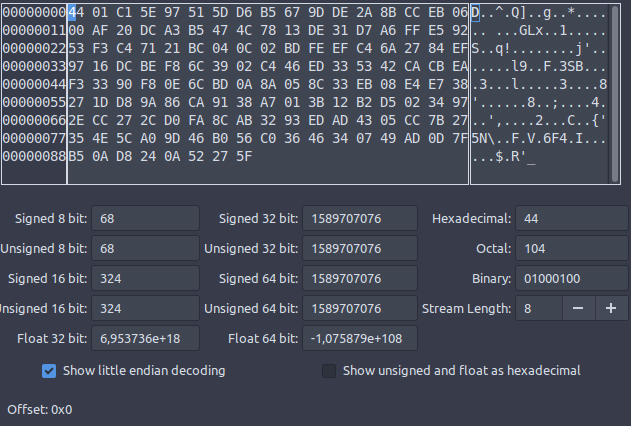 00000000 44 01 C1 5E 97 51 5D D6 B5 67 9D DE 2A 8B CC EB 06 D..^.Q]..g..*....
00000011 00 AF 20 DC A3 B5 47 4C 78 13 DE 31 D7 A6 FF E5 92 .. ...GLx..1.....
00000022 53 F3 C4 71 21 BC 04 0C 02 BD FE EF C4 6A 27 84 EF S..q!........j'..
00000033 97 16 DC BE F8 6C 39 02 C4 46 ED 33 53 42 CA CB EA .....l9..F.3SB...
00000044 F3 33 90 F8 0E 6C BD 0A 8A 05 8C 33 EB 08 E4 E7 38 .3...l.....3....8
00000055 27 1D D8 9A 86 CA 91 38 A7 01 3B 12 B2 D5 02 34 97 '......8..;....4.
00000066 2E CC 27 2C D0 FA 8C AB 32 93 ED AD 43 05 CC 7B 27 ..',....2...C..{'
00000077 35 4E 5C CA 09 9D 46 B0 56 C0 36 46 34 07 49 AD 0D 7F 5N\...F.V.6F4.I...
00000088 B5 0A D8 24 0A 52 27 5F ...$.R'_
Signed 8 bit: 68 Signed 32 bit: 1589707076 Hexadecimal: 44
Unsigned 8 bit: 68 Unsigned 32 bit: 1589707076 Octal: 104
Signed 16 bit: 324 Signed 64 bit: 1589707076 Binary: 01000100
Unsigned 16 bit: 324 Unsigned 64 bit: 1589707076 Stream Length: 8
Float 32 bit: 6,953736e+18 Float 64 bit: -1,075879e+108
Show little endian decoding Show unsigned and float as hexadecimal
Offset: 0x0